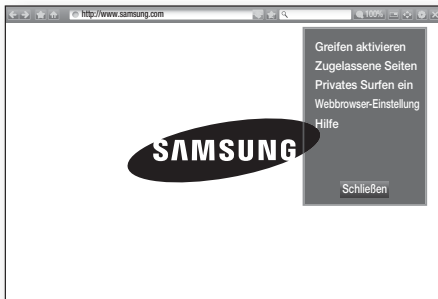 http://www.samsung.com
100%
Greifen aktivieren
Zugelassene Seiten
Privates Surfen ein
Webbrowser-Einstellung
Hilfe
SAMSUNG
Schließen